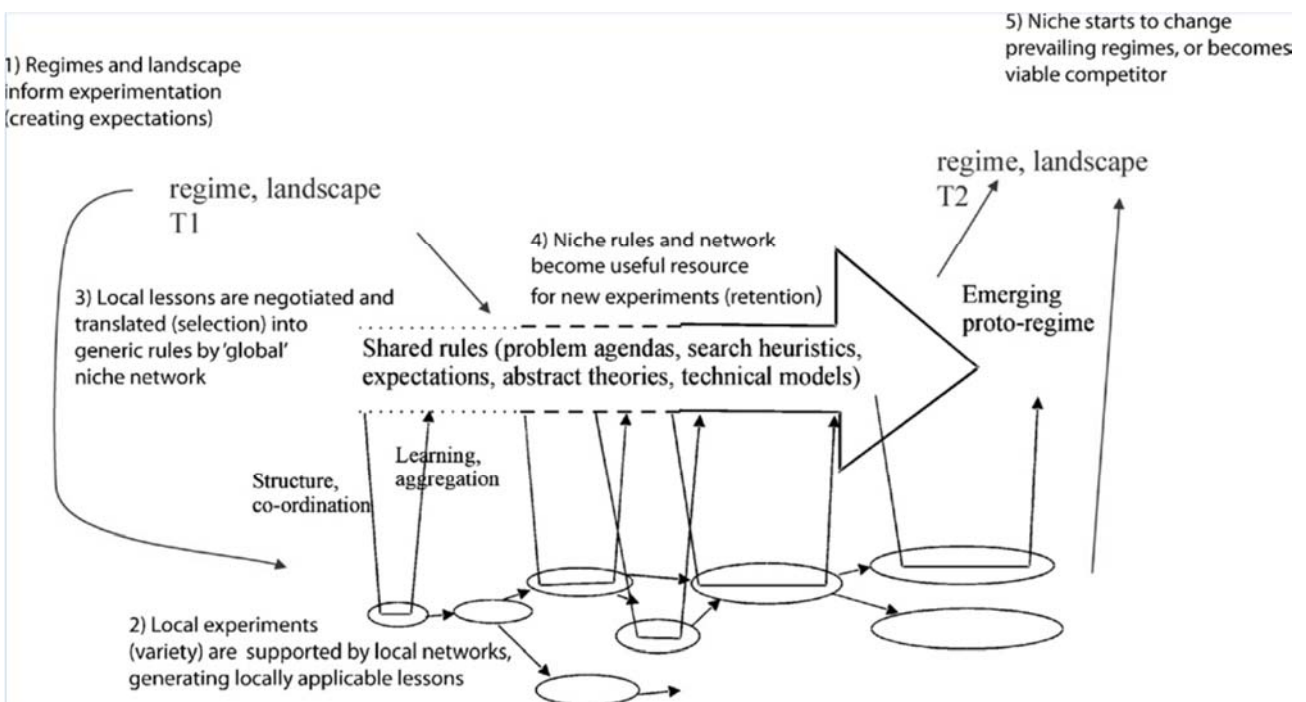 1) Regimes and landscape
inform experimentation
(creating expectations)
5) Niche starts to change
prevailing regimes, or becomes
viable competitor
regime, landscape
T1
regime, landscape
T2
3) Local lessons are negotiated and
translated (selection) into
generic rules by 'global'
niche network
4) Niche rules and network
become useful resource
for new experiments (retention)
Emerging
proto-regime
Shared rules (problem agendas, search heuristics,
expectations, abstract theories, technical models)
Structure,
co-ordination
Learning,
aggregation
2) Local experiments
(variety) are supported by local networks,
generating locally applicable lessons